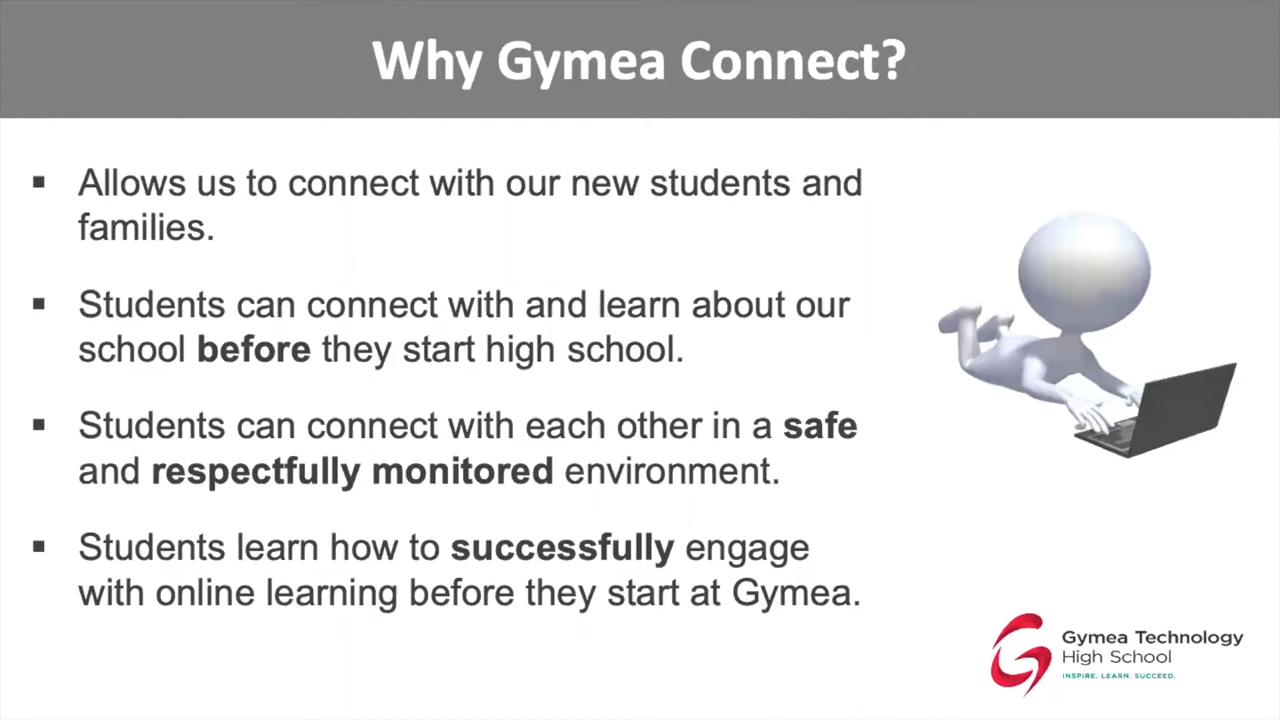 Why Gymea Connect?
▪ Allows us to connect with our new students and
families.
▪ Students can connect with and learn about our
school before they start high school.
▪ Students can connect with each other in a safe
and respectfully monitored environment.
▪ Students learn how to successfully engage
with online learning before they start at Gymea.
Gymea Technology
High School
INSPIRE. LEARN. SUCCEED.